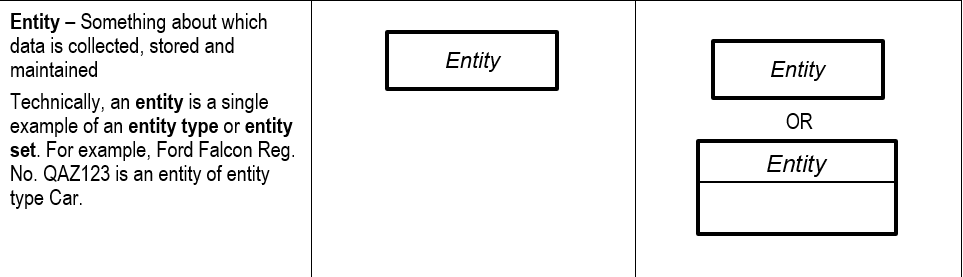 Entity – Something about which
data is collected, stored and
maintained
Technically, an entity is a single
example of an entity type or entity
set. For example, Ford Falcon Reg.
No. QAZ123 is an entity of entity
type Car.
Entity
Entity
OR
Entity